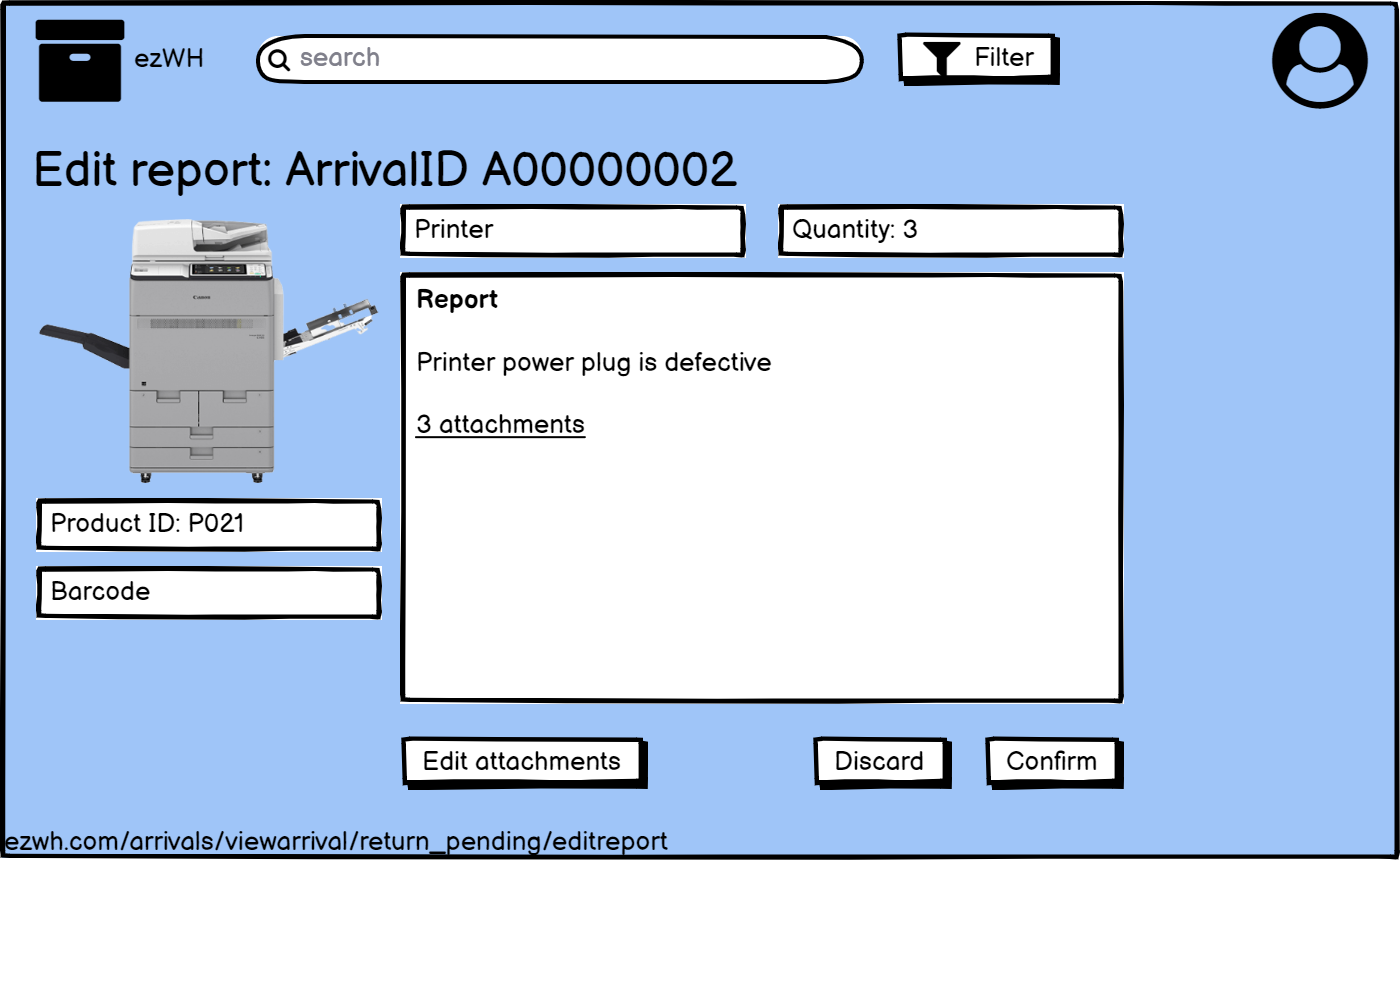 ezWH
search
Filter
Edit report: ArrivalID A00000002
Printer
Quantity: 3
Canon
Report
Printer power plug is defective
3 attachments
Product ID: P021
Barcode
Edit attachments
Discard
Confirm
ezwh.com/arrivals/viewarrival/return_pending/editreport